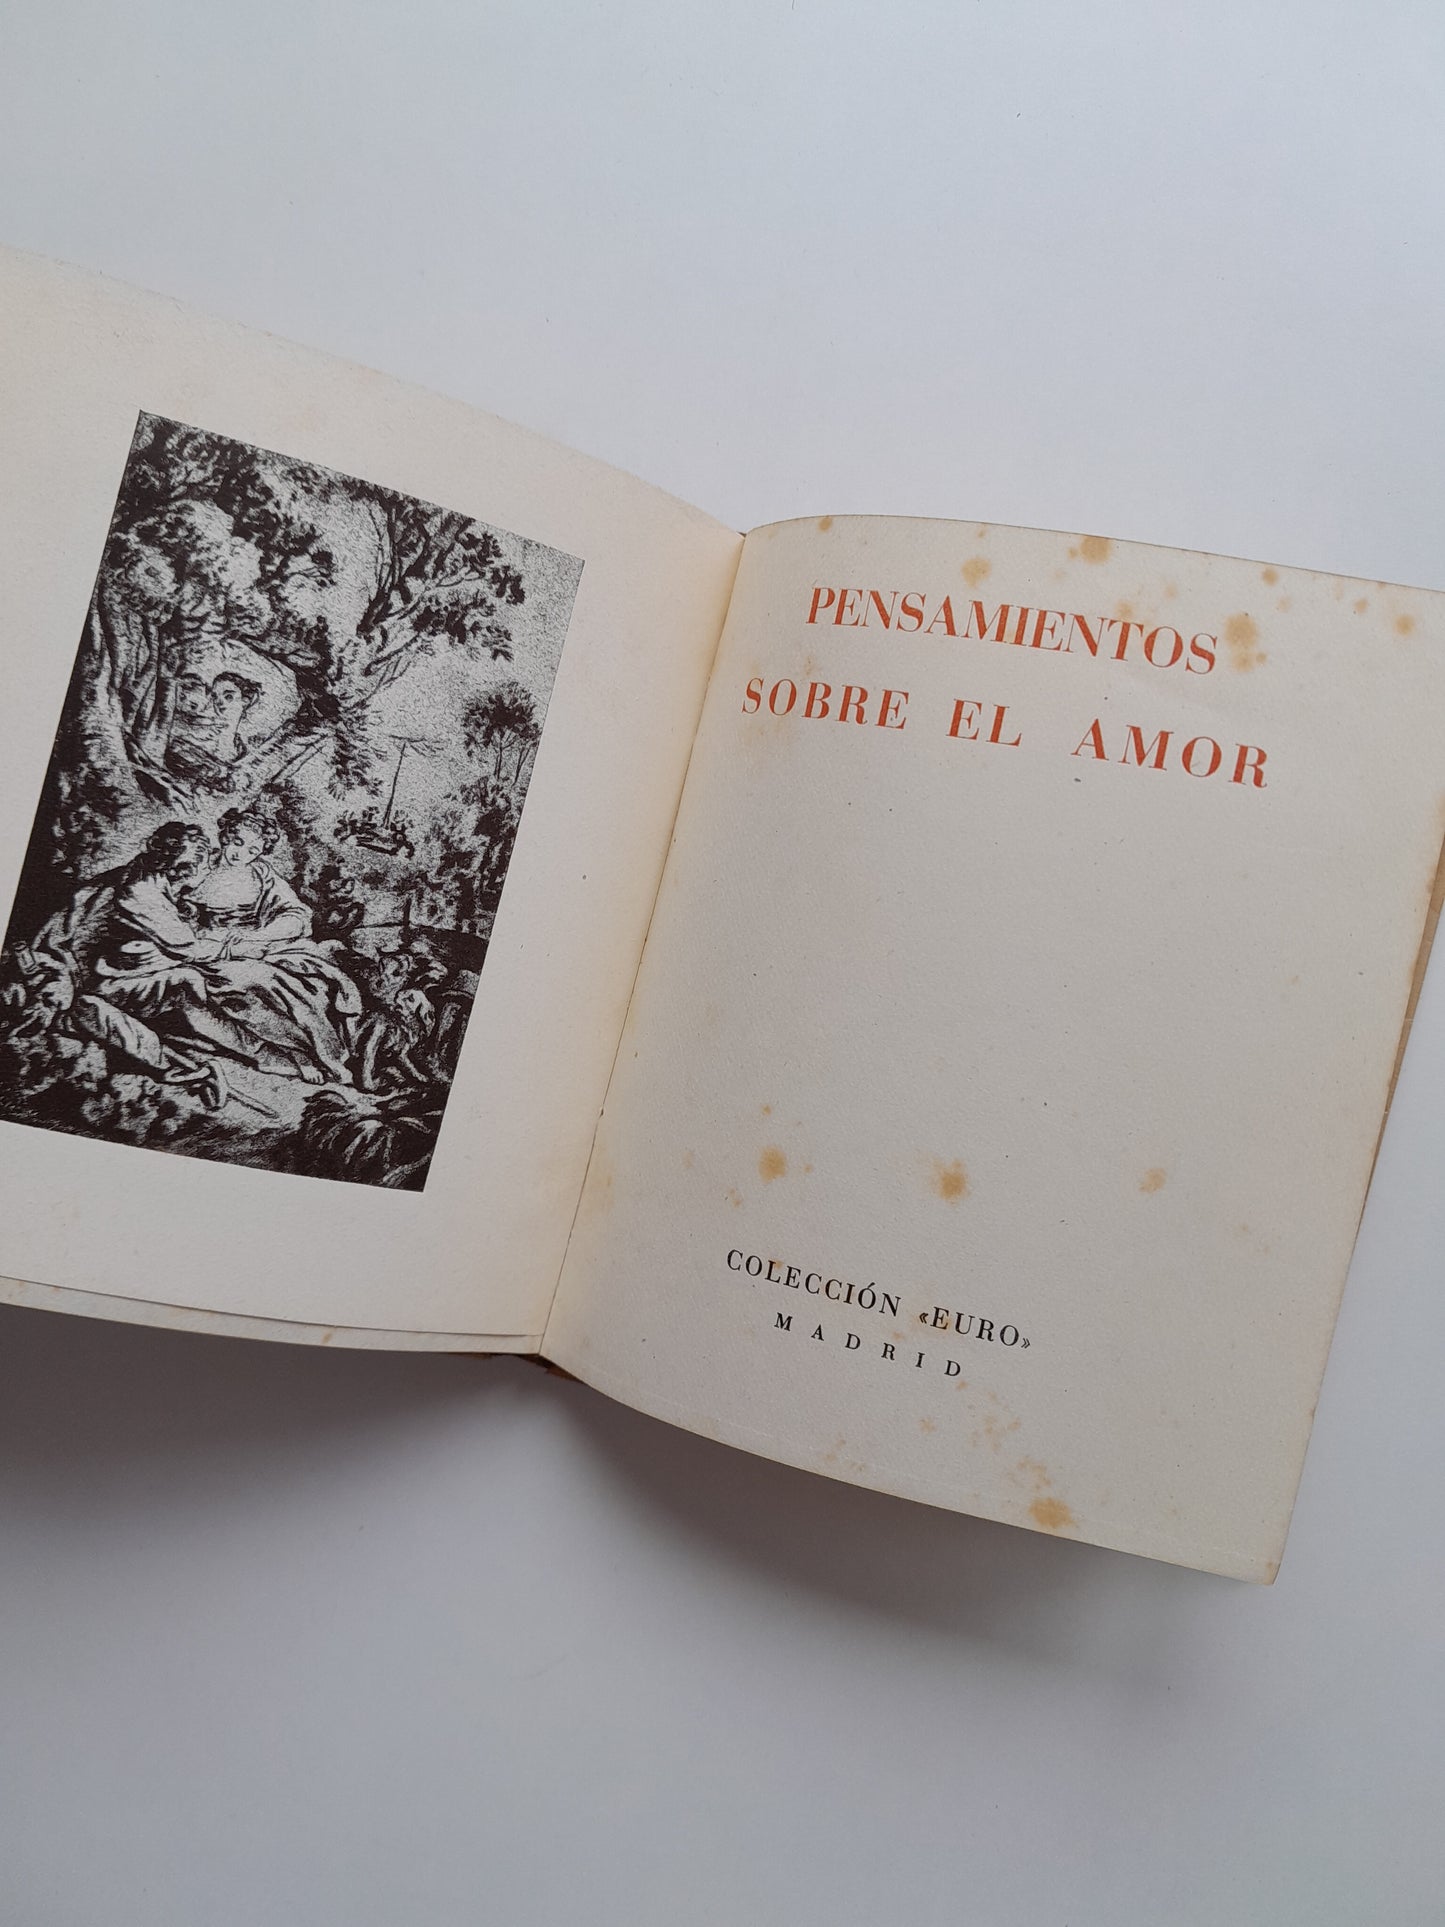 PENSAMIENTOS
SOBRE EL AMOR
COLECCIÓN «EURO»
MADRID